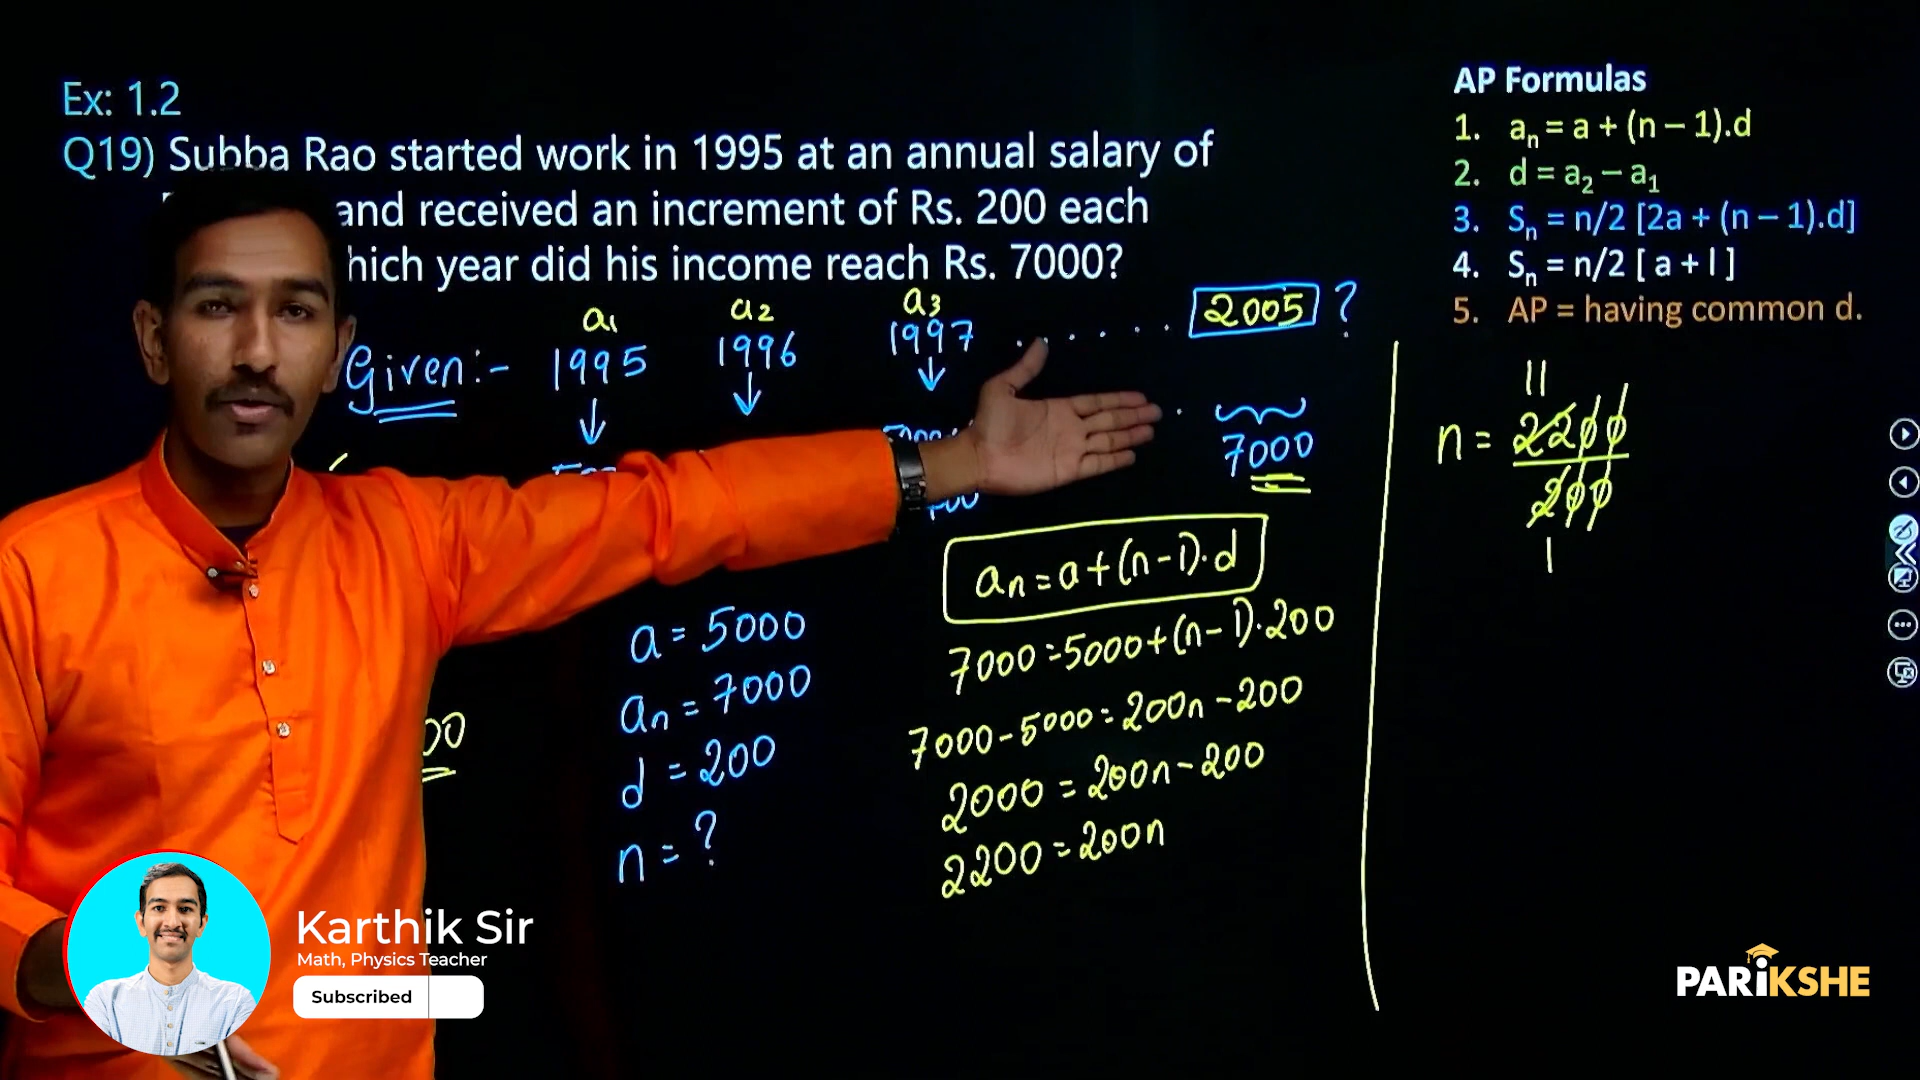 Ex: 1.2
Q19) Subba Rao started work in 1995 at an annual salary of
and received an increment of Rs. 200 each
hich year did his income reach Rs. 7000?
AP Formulas
1. aₙ = a + (n – 1).d
2. d = a₂ – a₁
3. Sₙ = n/2 [2a + (n – 1).d]
4. Sₙ = n/2 [ a + l ]
5. AP = having common d.
a₁ a₂ a₃
Given:- 1995 1996 1997 ...... 2005 ?
7000
aₙ = a + (n-1).d
a = 5000
aₙ = 7000
d = 200
n = ?
7000 = 5000 + (n-1).200
7000 - 5000 = 200n - 200
2000 = 200n - 200
2200 = 200n
11
n = 2200
200
1
Karthik Sir
Math, Physics Teacher
Subscribed
PARiKSHE